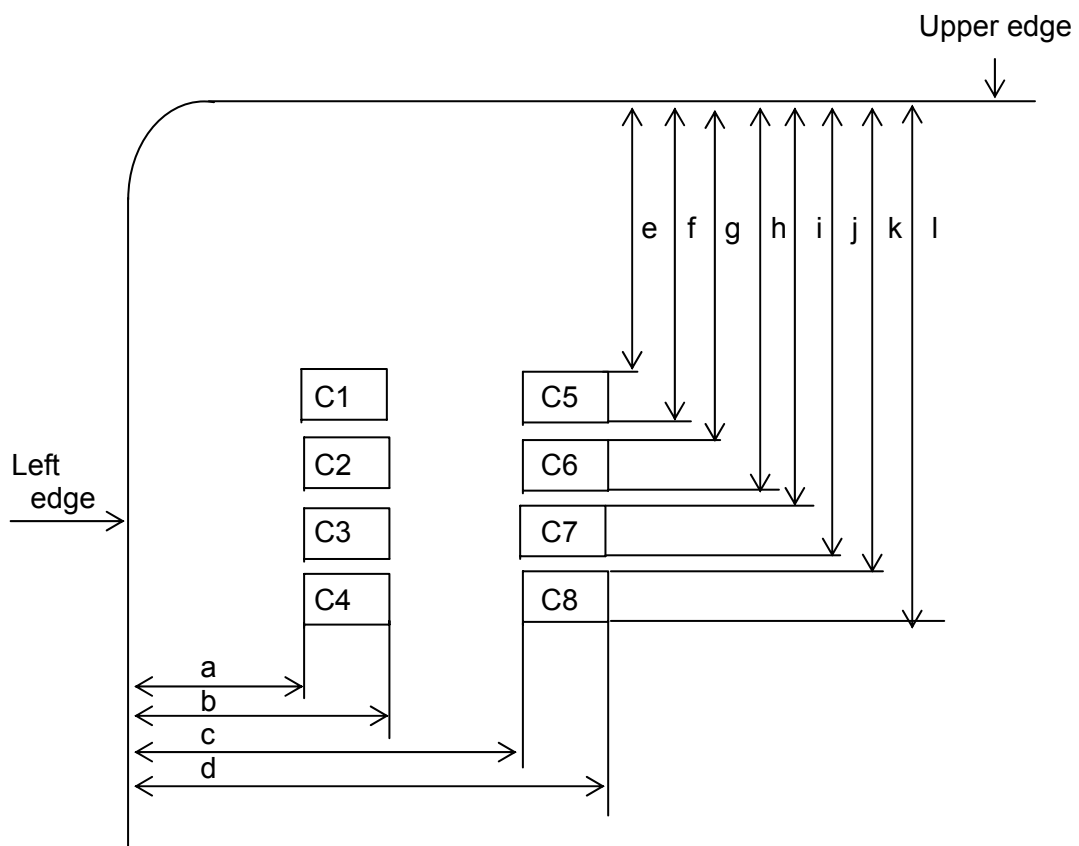 Upper edge
e f g h i j k l
C1 C5
C2 C6
Left
edge
C3 C7
C4 C8
a
b
c
d